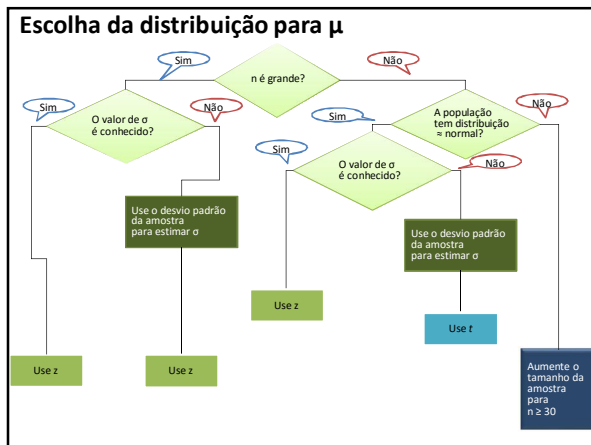 Escolha da distribuição para μ
Sim
n é grande?
Não
Sim
O valor de σ
é conhecido?
Não
Sim
A população
tem distribuição
≈ normal?
Não
Sim
O valor de σ
é conhecido?
Não
Use o desvio padrão
da amostra
para estimar σ
Use o desvio padrão
da amostra
para estimar σ
Use z
Use t
Use z
Use z
Aumente o
tamanho da
amostra
para
n ≥ 30